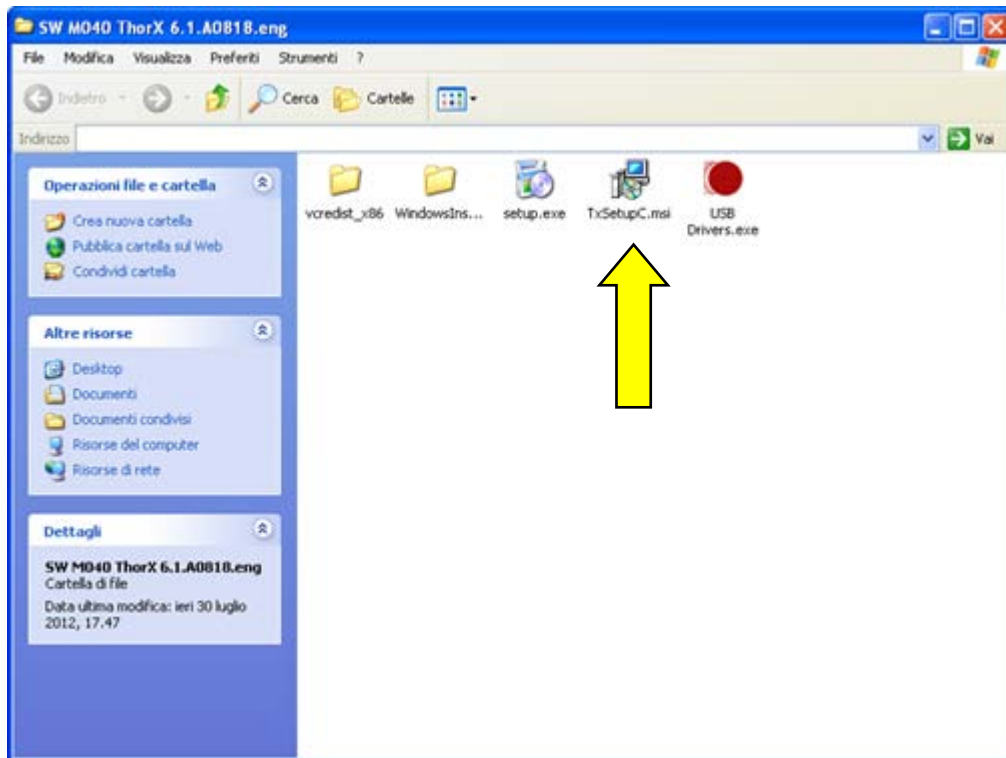 SW M040 ThorX 6.1.A0818.eng
File Modifica Visualizza Preferiti Strumenti ?
Indietro Cerca Cartelle
Indirizzo Vai
Operazioni file e cartella
Crea nuova cartella
Pubblica cartella sul Web
Condividi cartella
Altre risorse
Desktop
Documenti
Documenti condivisi
Risorse del computer
Risorse di rete
Dettagli
SW M040 ThorX 6.1.A0818.eng
Cartella di file
Data ultima modifica: ieri 30 luglio
2012, 17.47
vcredist_x86 WindowsIns... setup.exe TxSetupC.msi USB
Drivers.exe